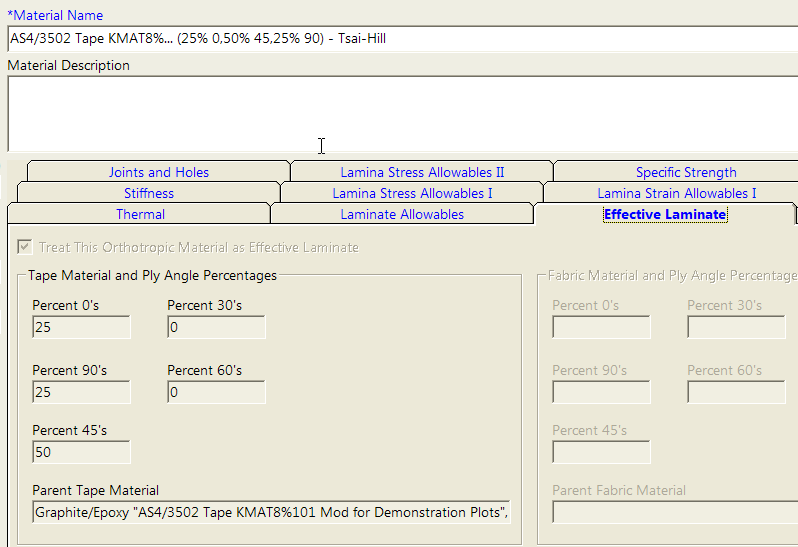 *Material Name
AS4/3502 Tape KMAT8%... (25% 0,50% 45,25% 90) - Tsai-Hill
Material Description
Joints and Holes Lamina Stress Allowables II Specific Strength
Stiffness Lamina Stress Allowables I Lamina Strain Allowables I
Thermal Laminate Allowables Effective Laminate
Treat This Orthotropic Material as Effective Laminate
Tape Material and Ply Angle Percentages
Percent 0's Percent 30's
25 0
Percent 90's Percent 60's
25 0
Percent 45's
50
Parent Tape Material
Graphite/Epoxy "AS4/3502 Tape KMAT8%101 Mod for Demonstration Plots",
Fabric Material and Ply Angle Percentage
Percent 0's Percent 30's
Percent 90's Percent 60's
Percent 45's
Parent Fabric Material